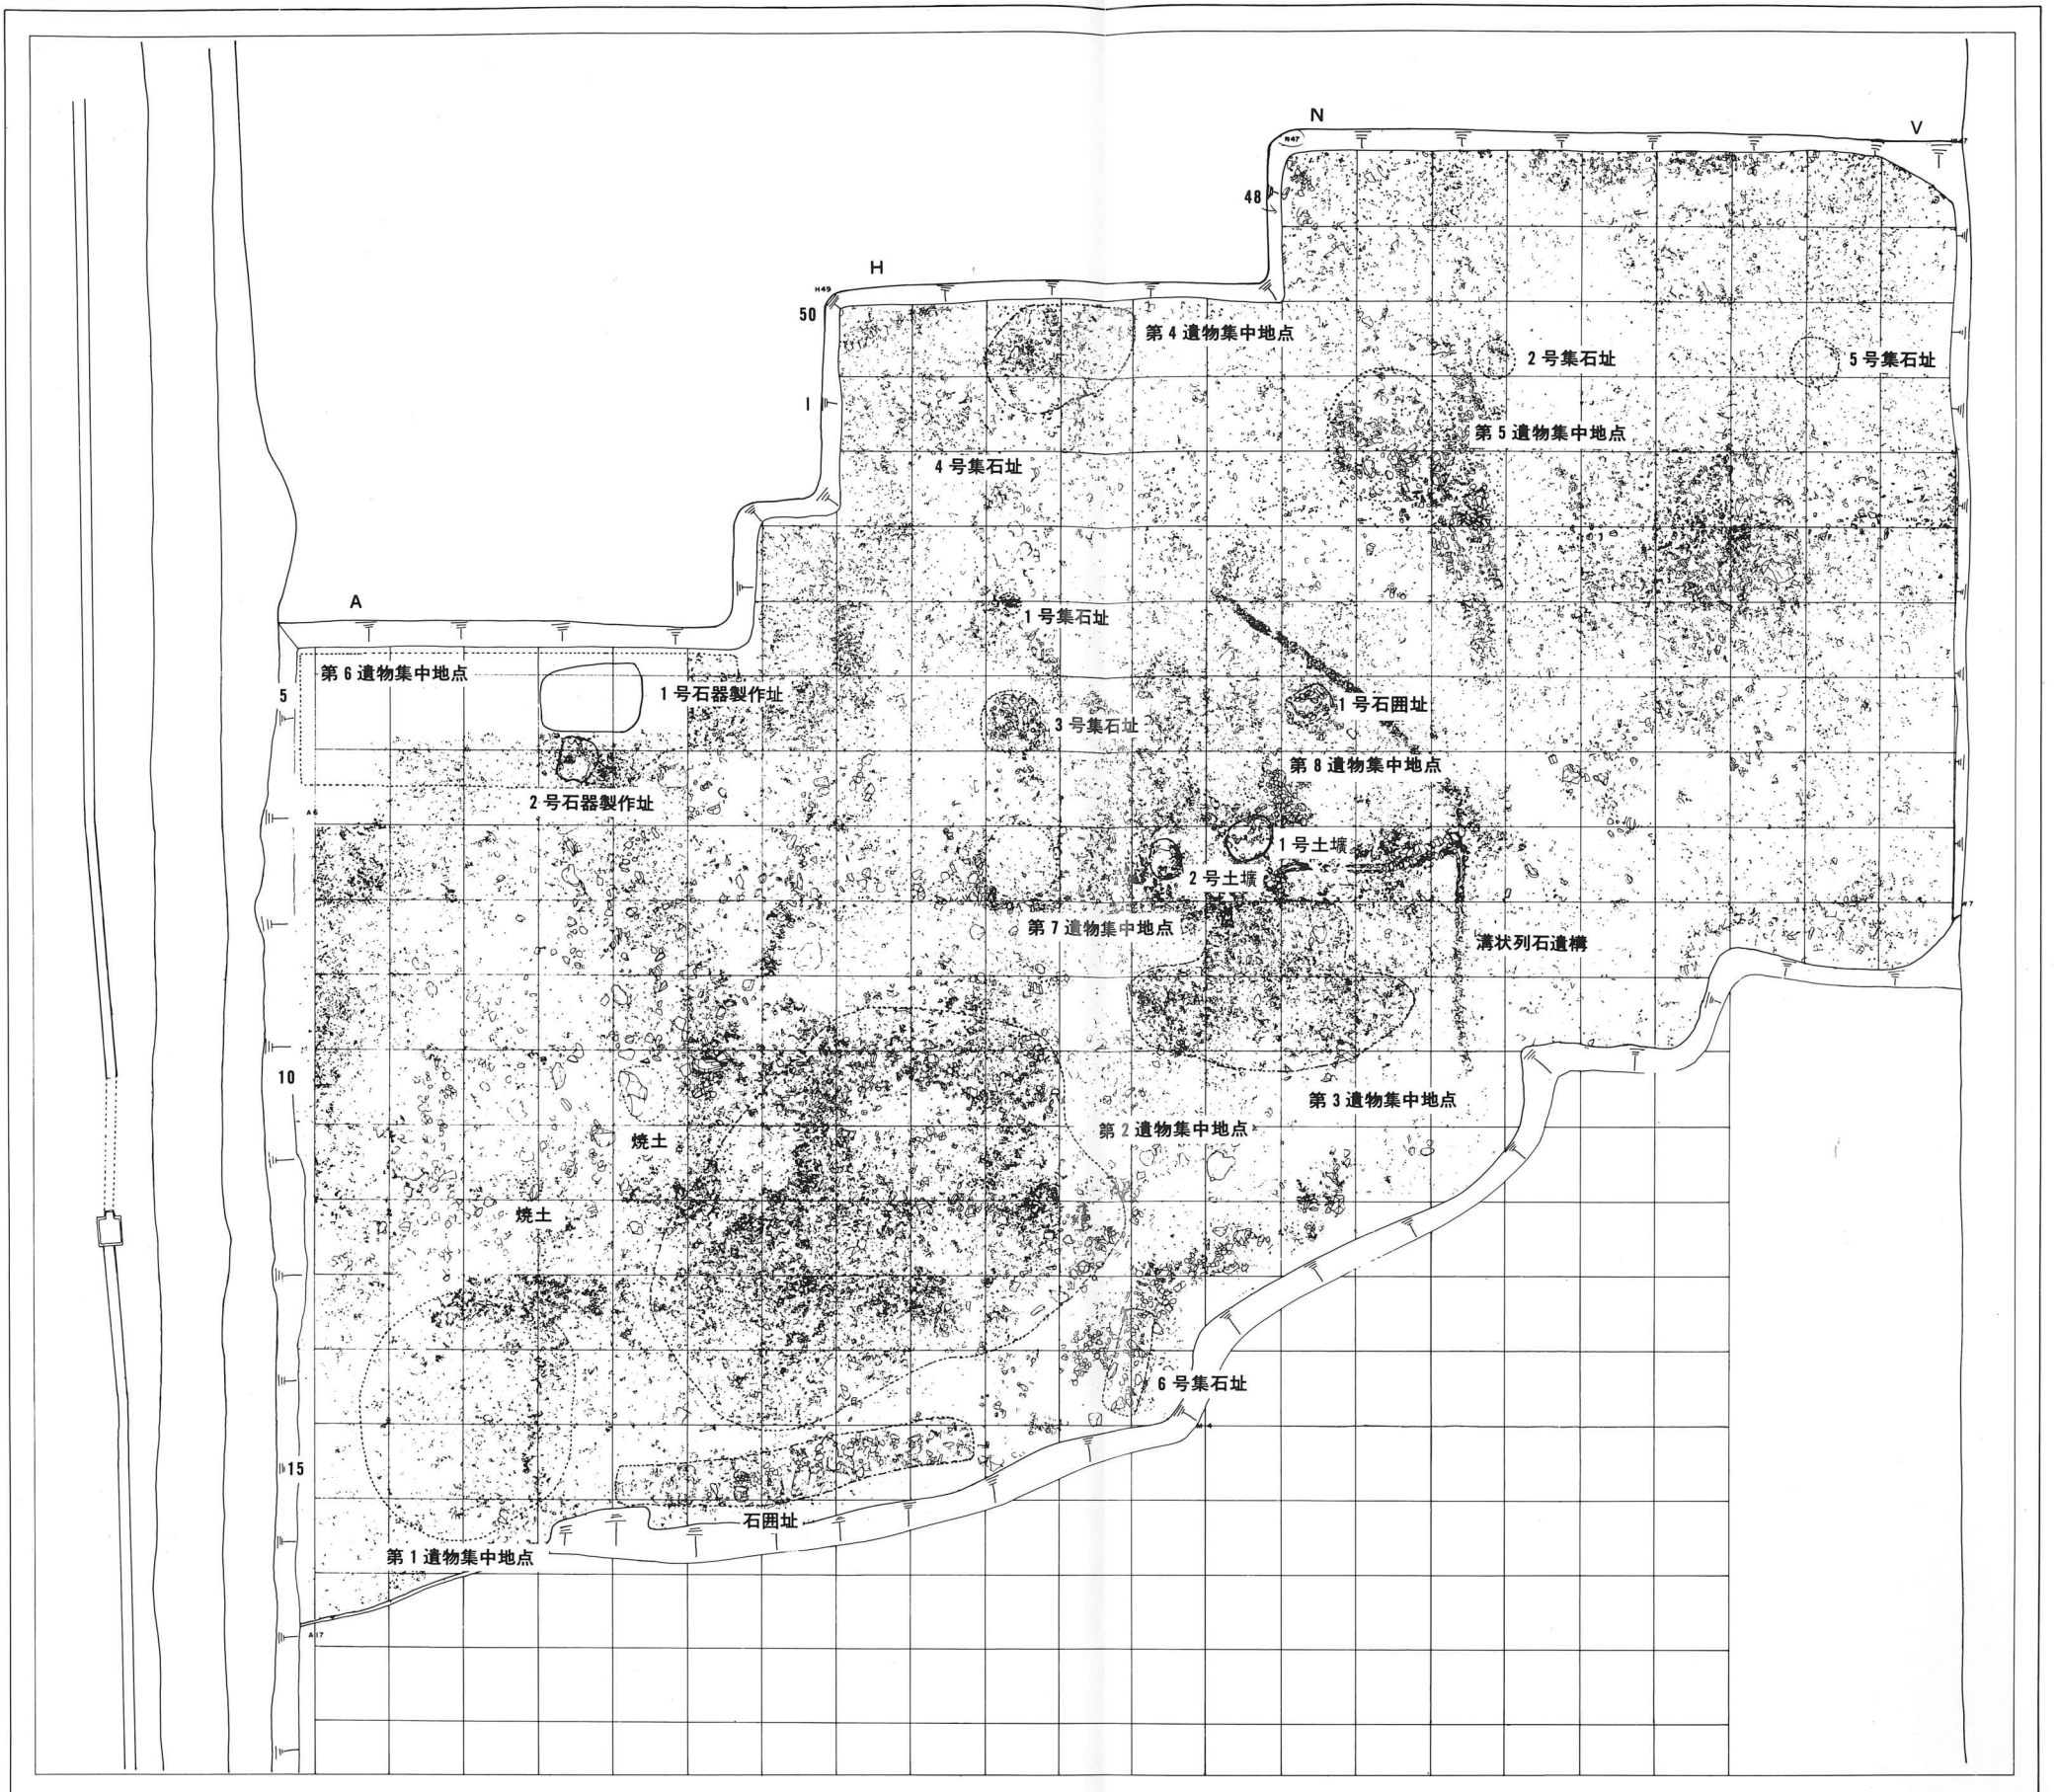 N
V
N47
48
H
H49
50
第4遺物集中地点
2号集石址
5号集石址
I
第5遺物集中地点
4号集石址
A
1号集石址
第6遺物集中地点
5
1号石器製作址
1号石囲址
3号集石址
第8遺物集中地点
2号石器製作址
A6
1号土壙
2号土壙
第7遺物集中地点
溝状列石遺構
10
第3遺物集中地点
第2遺物集中地点
焼土
焼土
6号集石址
15
石囲址
第1遺物集中地点
A17